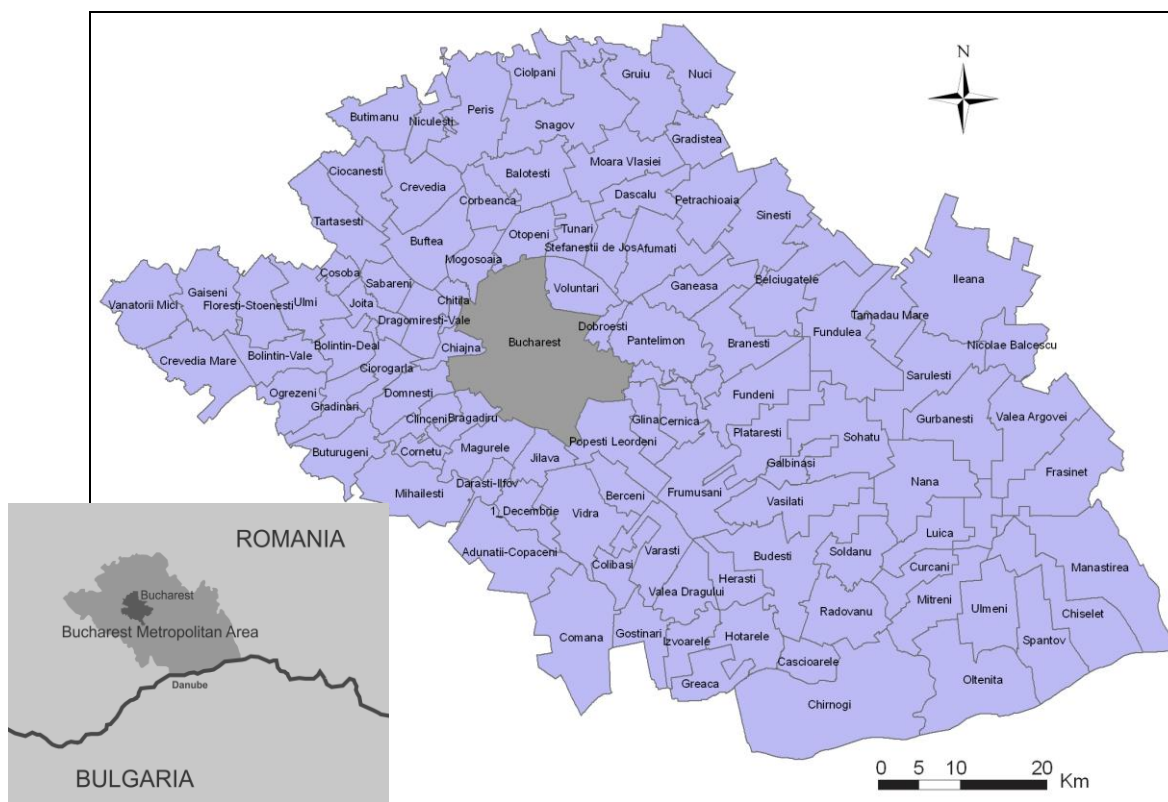 N
Ciolpani
Gruiu
Nuci
Butimanu
Niculesti
Peris
Snagov
Gradistea
Ciocanesti
Crevedia
Balotesti
Moara Vlasiei
Corbeanca
Dascalu
Petrachioaia
Sinesti
Tartasesti
Buftea
Otopeni
Tunari
Stefanestii de Jos
Afumati
Mogosoaia
Cosoba
Sabareni
Ileana
Gaiseni
Vanatorii Mici
Floresti-Stoenesti
Ulmi
Joita
Chitila
Voluntari
Ganeasa
Belciugatele
Dragomiresti-Vale
Dobroesti
Tamadau Mare
Fundulea
Bucharest
Pantelimon
Branesti
Nicolae Balcescu
Crevedia Mare
Bolintin-Vale
Bolintin-Deal
Chiajna
Ciorogarla
Sarulesti
Ogrezeni
Domnesti
Fundeni
Gradinari
Clinceni
Bragadiru
Glina
Cernica
Gurbanesti
Valea Argovei
Plataresti
Sohatu
Popesti Leordeni
Buturugeni
Cornetu
Magurele
Jilava
Galbinasi
Frasinet
Darasti-Ilfov
Nana
Mihailesti
Berceni
Frumusani
Vasilati
1_Decembrie
Vidra
Luica
Adunatii-Copaceni
Colibasi
Varasti
Budesti
Soldanu
Curcani
Manastirea
Herasti
Valea Dragului
Mitreni
Ulmeni
Radovanu
Chiselet
Comana
Gostinari
Izvoarele
Hotarele
Spantov
Cascioarele
Greaca
Oltenita
Chirnogi
0 5 10 20
Km
ROMANIA
Bucharest
Bucharest Metropolitan Area
Danube
BULGARIA